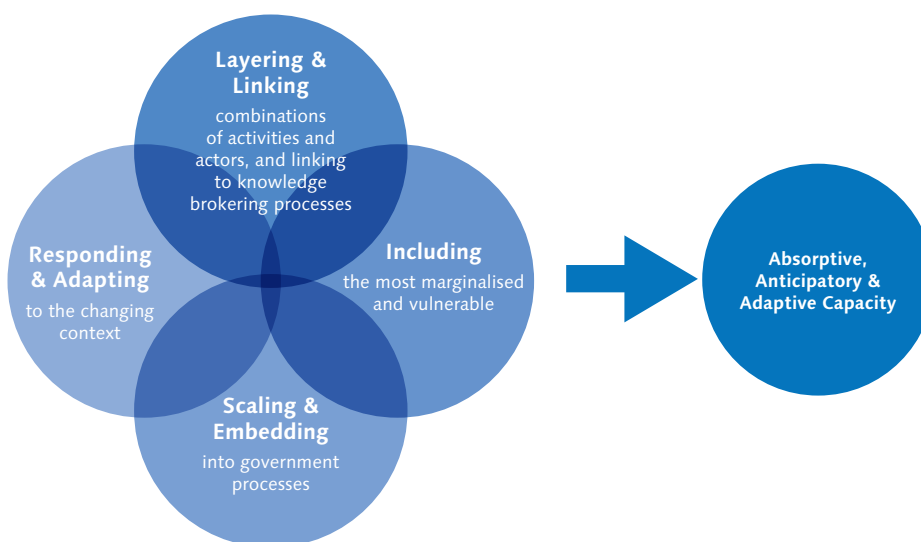 Layering &
Linking
combinations
of activities and
actors, and linking
to knowledge
brokering processes
Responding
& Adapting
to the changing
context
Including
the most marginalised
and vulnerable
Scaling &
Embedding
into government
processes
Absorptive,
Anticipatory &
Adaptive Capacity